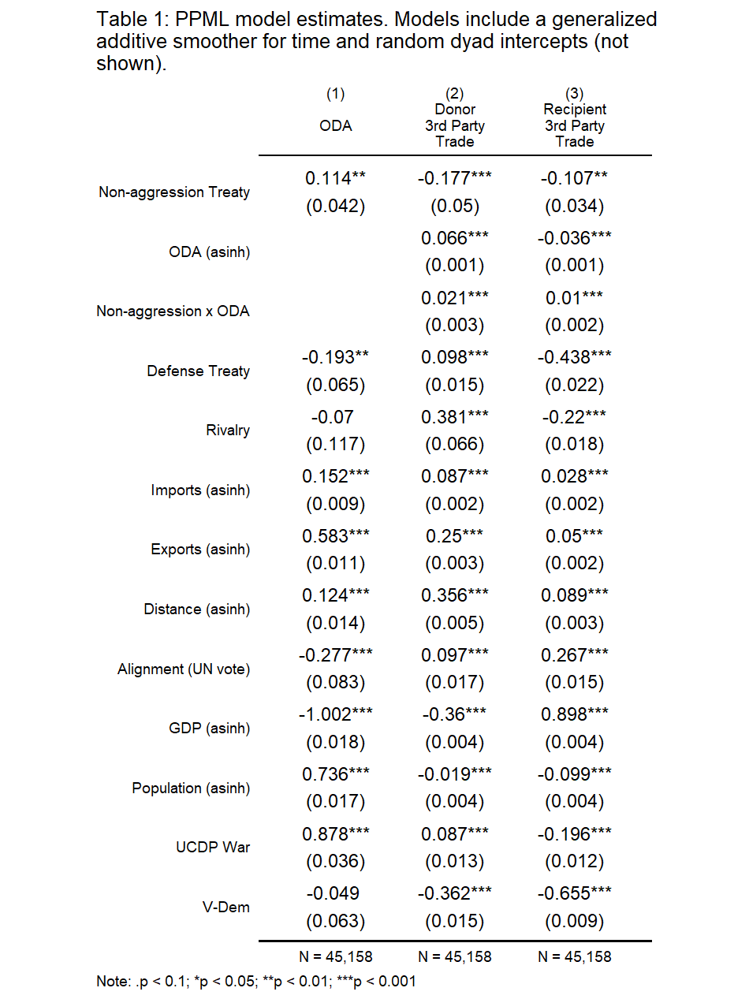 Table 1: PPML model estimates. Models include a generalized
additive smoother for time and random dyad intercepts (not
shown).
(1) (2) (3)
Donor Recipient
ODA 3rd Party 3rd Party
Trade Trade
0.114** -0.177*** -0.107**
Non-aggression Treaty
(0.042) (0.05) (0.034)
0.066*** -0.036***
ODA (asinh)
(0.001) (0.001)
0.021*** 0.01***
Non-aggression x ODA
(0.003) (0.002)
-0.193** 0.098*** -0.438***
Defense Treaty
(0.065) (0.015) (0.022)
-0.07 0.381*** -0.22***
Rivalry
(0.117) (0.066) (0.018)
0.152*** 0.087*** 0.028***
Imports (asinh)
(0.009) (0.002) (0.002)
0.583*** 0.25*** 0.05***
Exports (asinh)
(0.011) (0.003) (0.002)
0.124*** 0.356*** 0.089***
Distance (asinh)
(0.014) (0.005) (0.003)
-0.277*** 0.097*** 0.267***
Alignment (UN vote)
(0.083) (0.017) (0.015)
-1.002*** -0.36*** 0.898***
GDP (asinh)
(0.018) (0.004) (0.004)
0.736*** -0.019*** -0.099***
Population (asinh)
(0.017) (0.004) (0.004)
0.878*** 0.087*** -0.196***
UCDP War
(0.036) (0.013) (0.012)
-0.049 -0.362*** -0.655***
V-Dem
(0.063) (0.015) (0.009)
N = 45,158 N = 45,158 N = 45,158
Note: .p < 0.1; *p < 0.05; **p < 0.01; ***p < 0.001